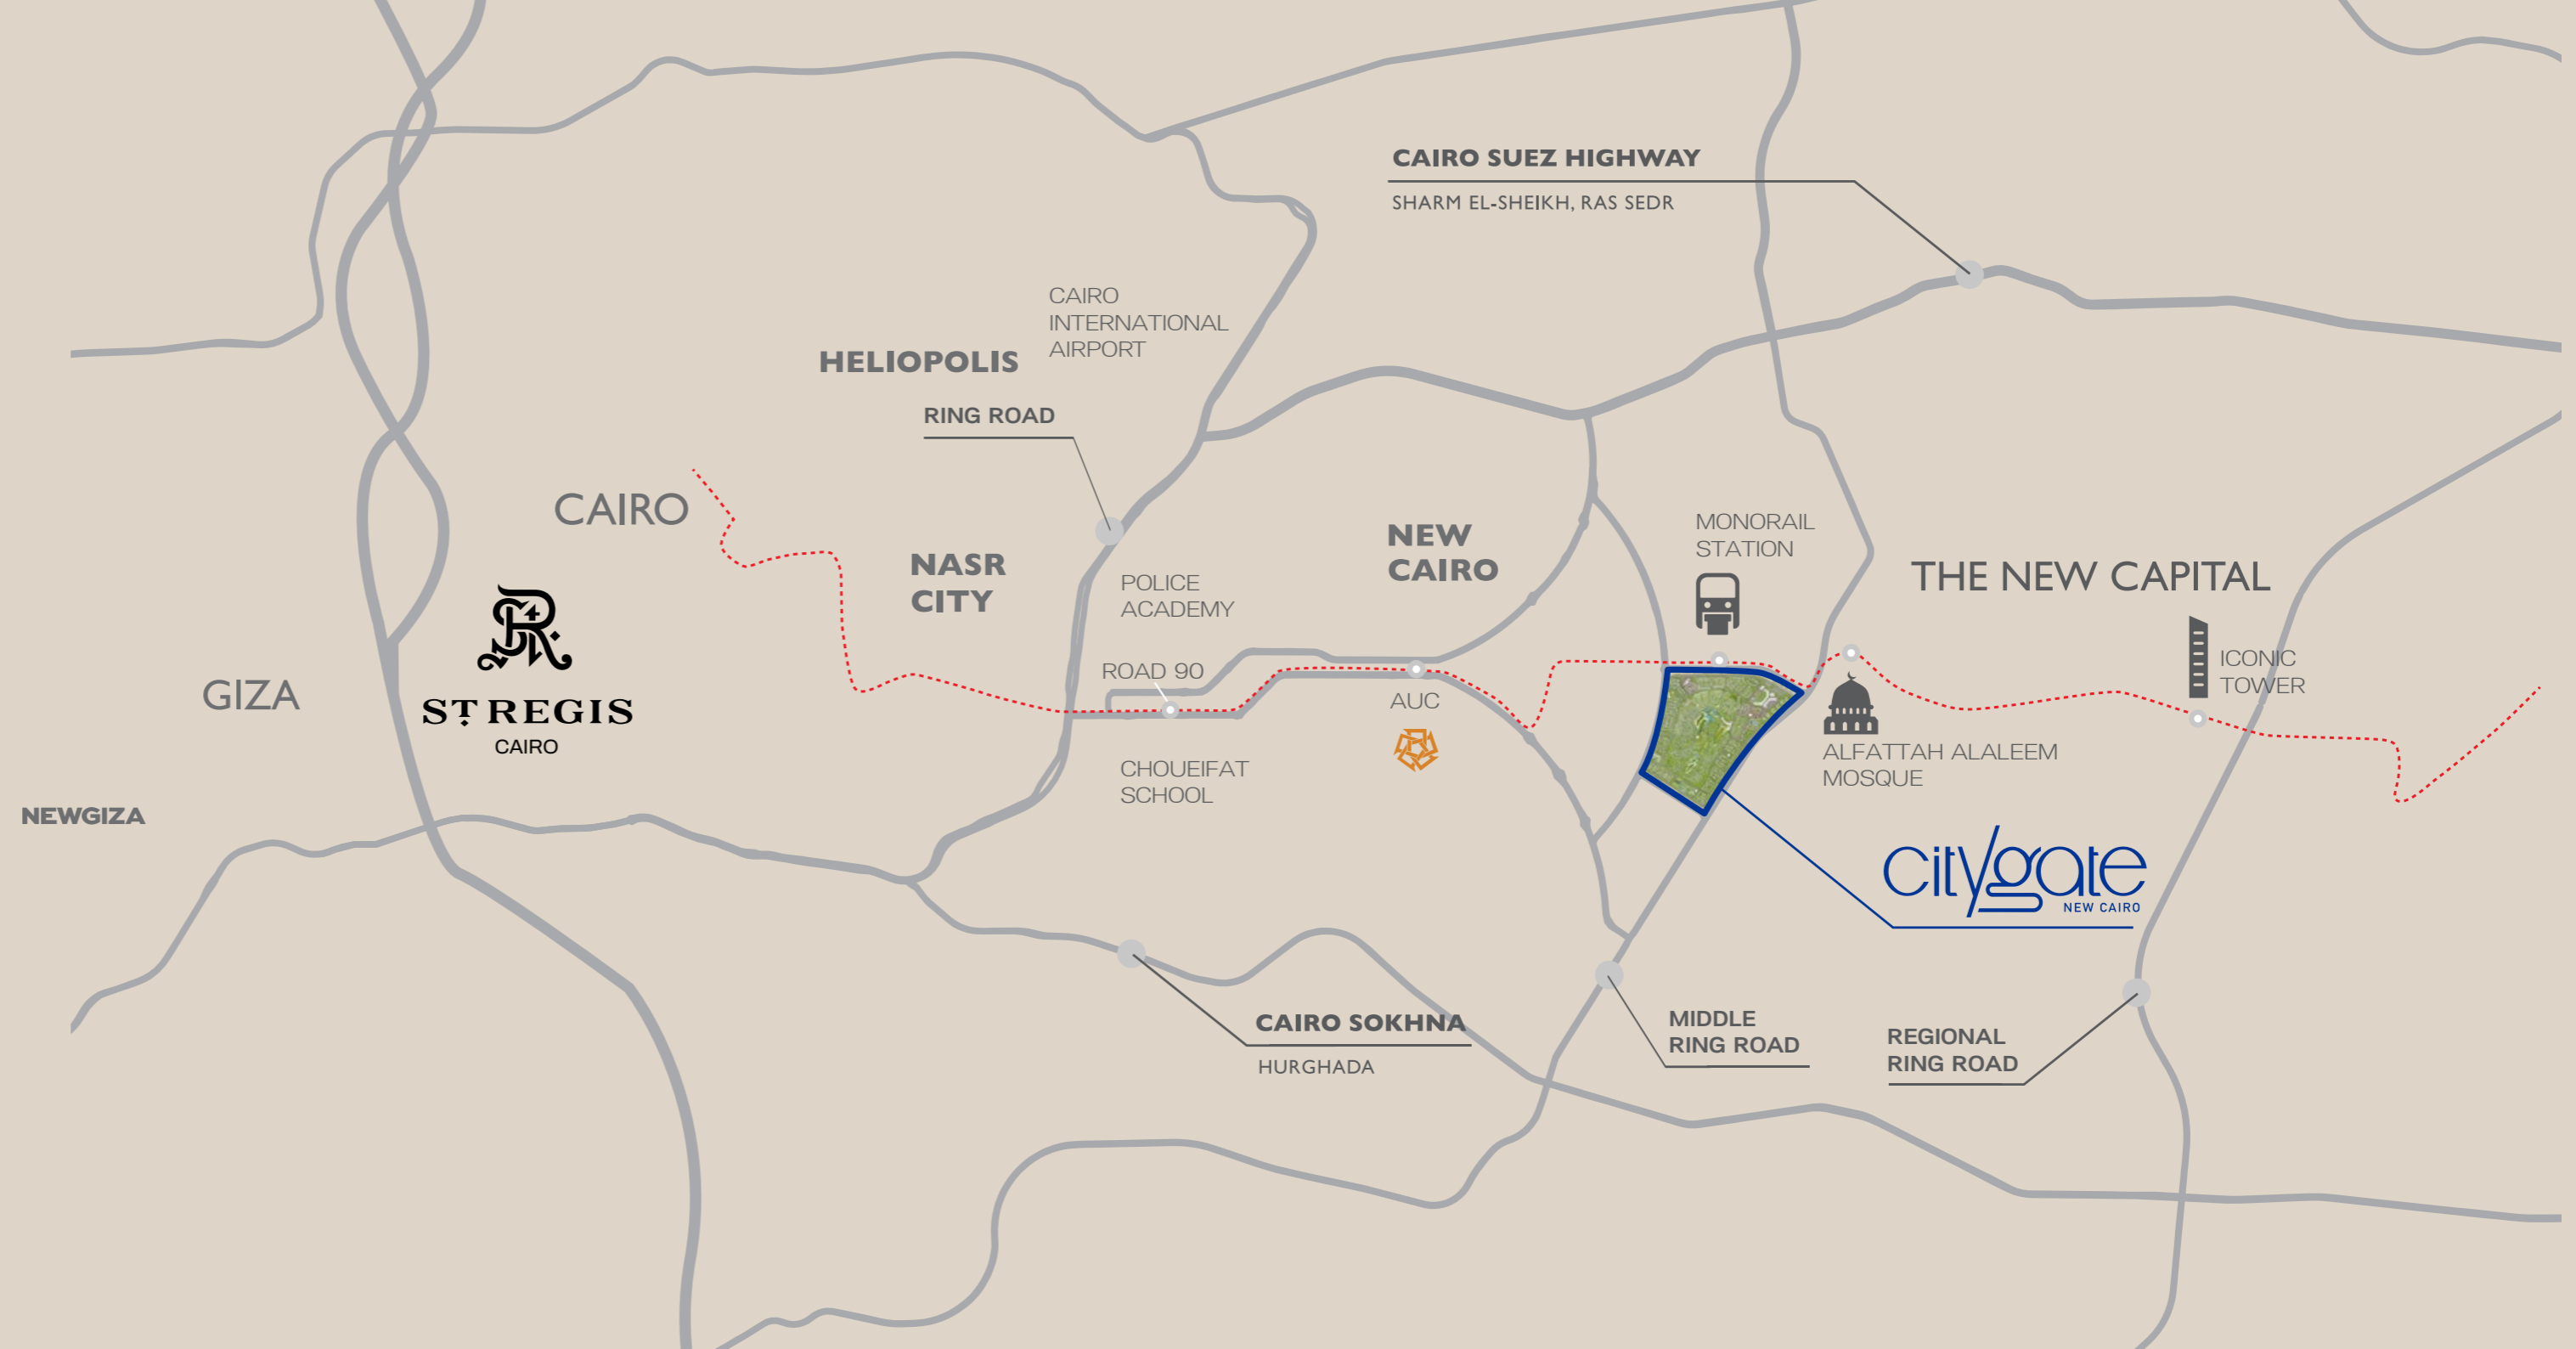 CAIRO SUEZ HIGHWAY
SHARM EL-SHEIKH, RAS SEDR
CAIRO
INTERNATIONAL
AIRPORT
HELIOPOLIS
RING ROAD
CAIRO
NASR
CITY
POLICE
ACADEMY
NEW
CAIRO
MONORAIL
STATION
THE NEW CAPITAL
ICONIC
TOWER
GIZA
ST REGIS
CAIRO
ROAD 90
AUC
CHOUEIFAT
SCHOOL
ALFATTAH ALALEEM
MOSQUE
NEWGIZA
citygate
NEW CAIRO
CAIRO SOKHNA
HURGHADA
MIDDLE
RING ROAD
REGIONAL
RING ROAD